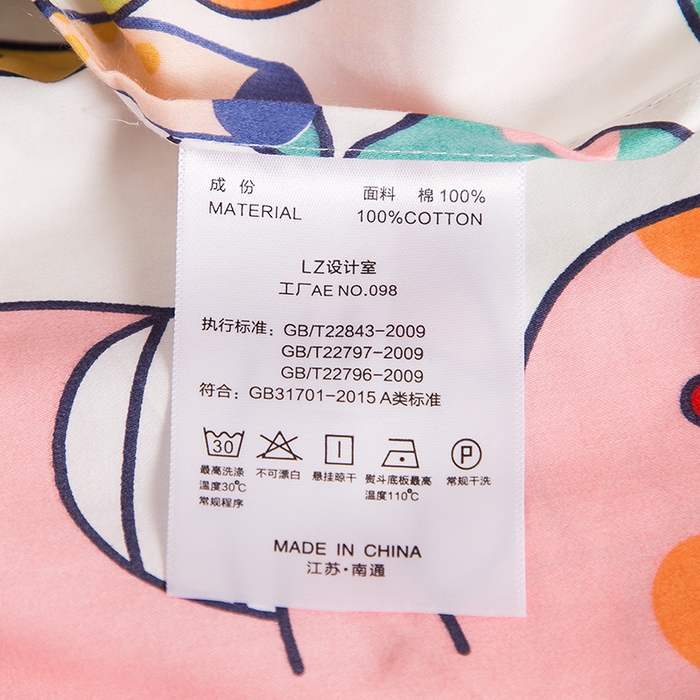 成 份 面料 棉 100%
MATERIAL 100%COTTON
LZ设计室
工厂AE NO.098
执行标准: GB/T22843-2009
GB/T22797-2009
GB/T22796-2009
符合: GB31701-2015 A类标准
30 P
最高洗涤 不可漂白 悬挂晾干 熨斗底板最高 常规干洗
温度30℃ 温度110℃
常规程序
MADE IN CHINA
江苏·南通